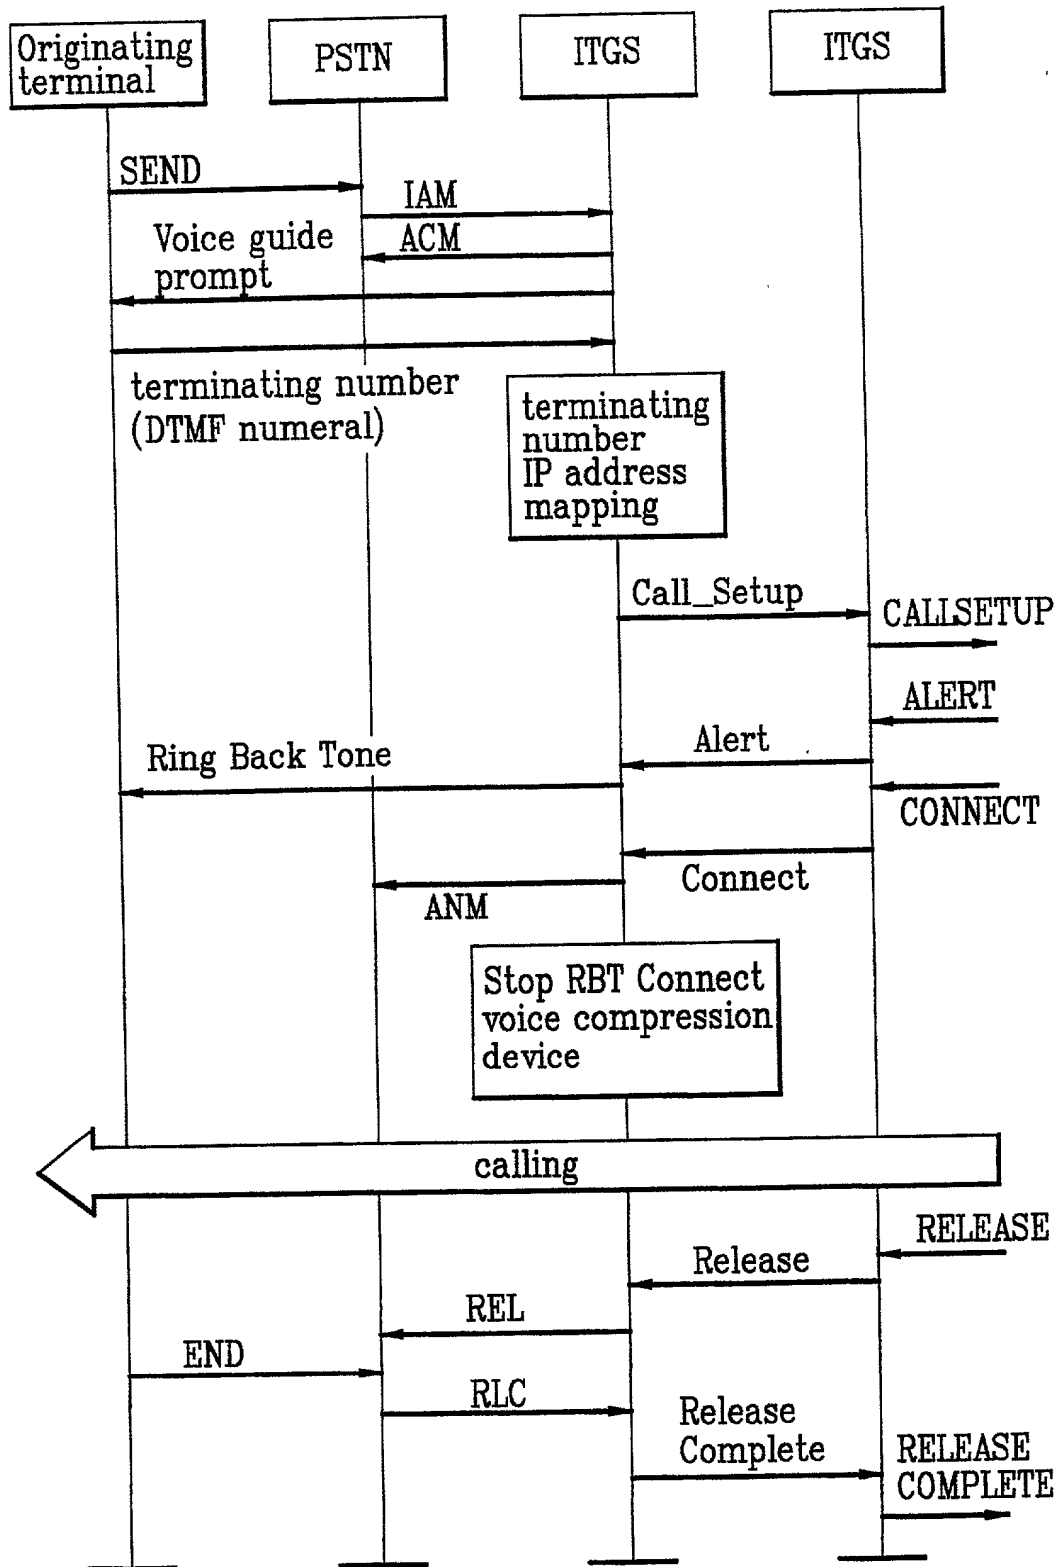 Originating
terminal
PSTN
ITGS
ITGS
SEND
IAM
Voice guide
prompt
ACM
terminating number
(DTMF numeral)
terminating
number
IP address
mapping
Call_Setup
CALLSETUP
ALERT
Alert
Ring Back Tone
CONNECT
Connect
ANM
Stop RBT Connect
voice compression
device
calling
RELEASE
Release
REL
END
RLC
Release
Complete
RELEASE
COMPLETE